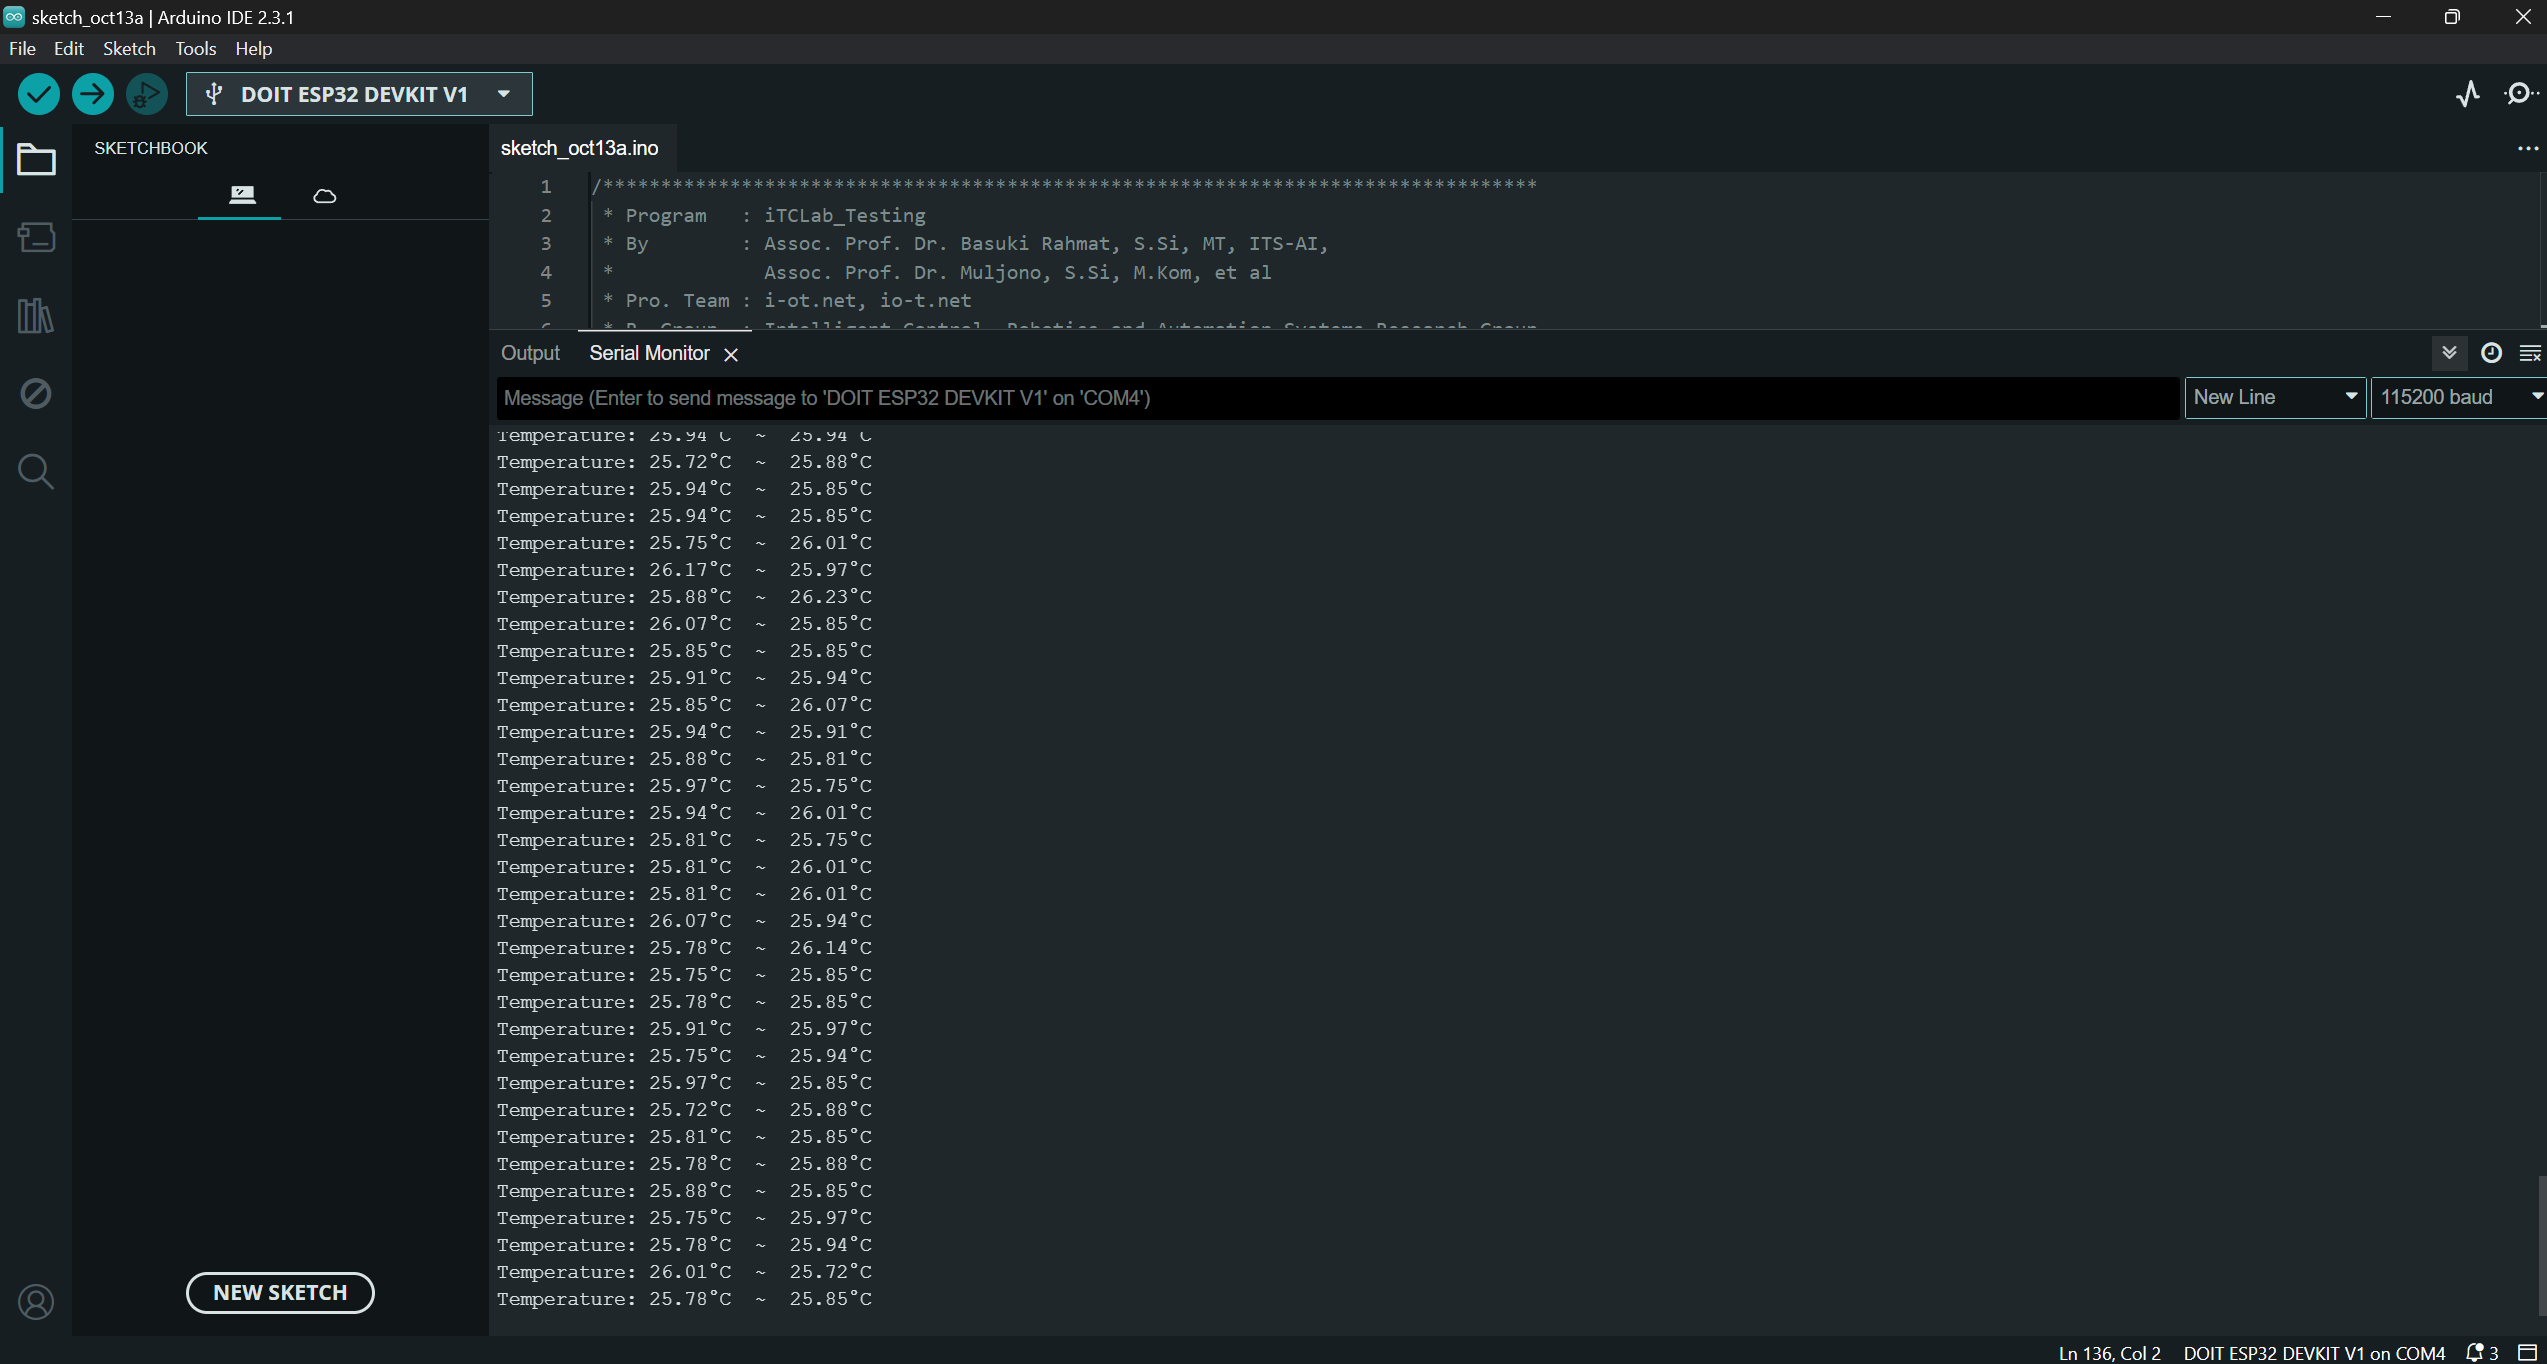 sketch_oct13a | Arduino IDE 2.3.1
File Edit Sketch Tools Help
DOIT ESP32 DEVKIT V1
SKETCHBOOK
sketch_oct13a.ino
1 /*********************************************************************************
2 * Program : iTCLab_Testing
3 * By : Assoc. Prof. Dr. Basuki Rahmat, S.Si, MT, ITS-AI,
4 * Assoc. Prof. Dr. Muljono, S.Si, M.Kom, et al
5 * Pro. Team : i-ot.net, io-t.net
6 * R. Group : Intelligent Control, Robotics and Automation Systems Research Group
Output Serial Monitor
Message (Enter to send message to 'DOIT ESP32 DEVKIT V1' on 'COM4')
New Line
115200 baud
Temperature: 25.94°C ~ 25.94°C
Temperature: 25.72°C ~ 25.88°C
Temperature: 25.94°C ~ 25.85°C
Temperature: 25.94°C ~ 25.85°C
Temperature: 25.75°C ~ 26.01°C
Temperature: 26.17°C ~ 25.97°C
Temperature: 25.88°C ~ 26.23°C
Temperature: 26.07°C ~ 25.85°C
Temperature: 25.85°C ~ 25.85°C
Temperature: 25.91°C ~ 25.94°C
Temperature: 25.85°C ~ 26.07°C
Temperature: 25.94°C ~ 25.91°C
Temperature: 25.88°C ~ 25.81°C
Temperature: 25.97°C ~ 25.75°C
Temperature: 25.94°C ~ 26.01°C
Temperature: 25.81°C ~ 25.75°C
Temperature: 25.81°C ~ 26.01°C
Temperature: 25.81°C ~ 26.01°C
Temperature: 26.07°C ~ 25.94°C
Temperature: 25.78°C ~ 26.14°C
Temperature: 25.75°C ~ 25.85°C
Temperature: 25.78°C ~ 25.85°C
Temperature: 25.91°C ~ 25.97°C
Temperature: 25.75°C ~ 25.94°C
Temperature: 25.97°C ~ 25.85°C
Temperature: 25.72°C ~ 25.88°C
Temperature: 25.81°C ~ 25.85°C
Temperature: 25.78°C ~ 25.88°C
Temperature: 25.88°C ~ 25.85°C
Temperature: 25.75°C ~ 25.97°C
Temperature: 25.78°C ~ 25.94°C
Temperature: 26.01°C ~ 25.72°C
Temperature: 25.78°C ~ 25.85°C
NEW SKETCH
Ln 136, Col 2 DOIT ESP32 DEVKIT V1 on COM4 3